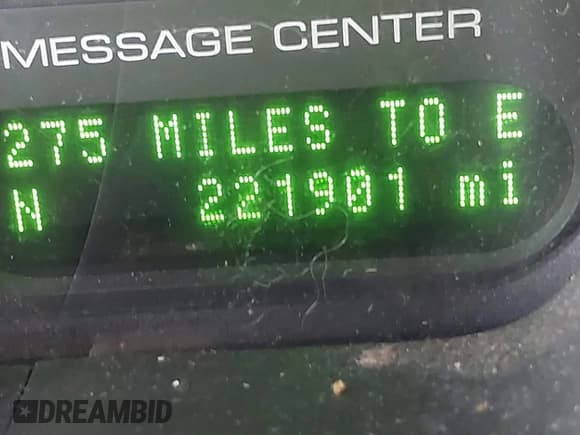 MESSAGE CENTER
275 MILES TO E
N 221901 mi
DREAMBID